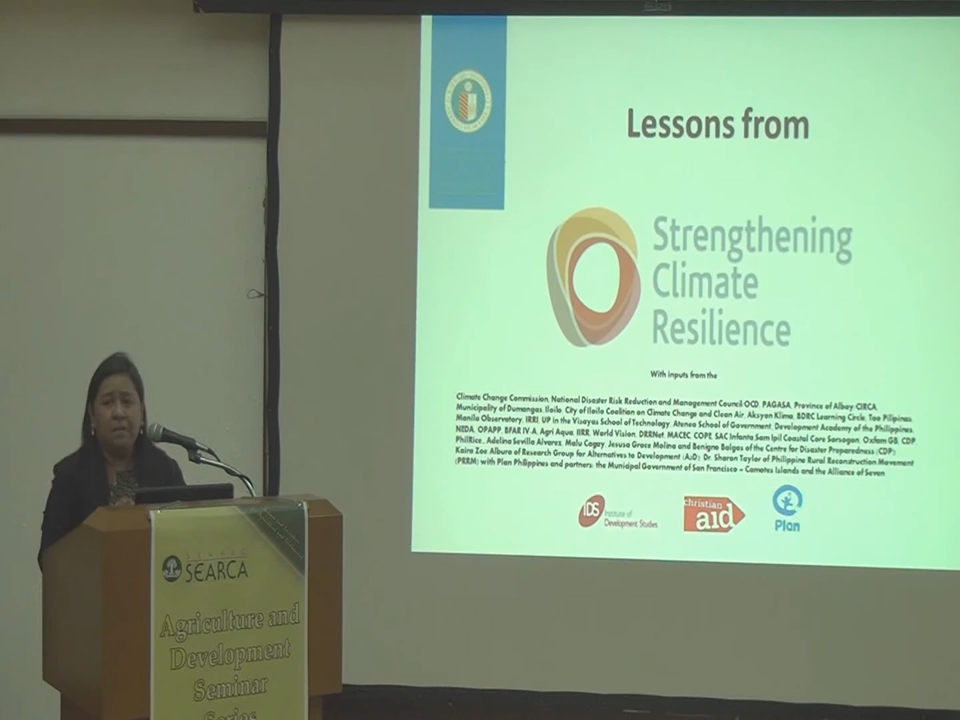 Lessons from
Strengthening
Climate
Resilience
With inputs from the
Climate Change Commission, National Disaster Risk Reduction and Management Council-OCD, PAGASA, Province of Albay-CIRCA,
Municipality of Dumangas, Iloilo, City of Iloilo Coalition on Climate Change and Clean Air, Aksyon Klima, BDRC Learning Circle, Tao Pilipinas,
Manila Observatory, IRRI, UP in the Visayas School of Technology, Ateneo School of Government, Development Academy of the Philippines,
NEDA, OPAPP, BFAR IV A, Agri Aqua, IIRR, World Vision, DRRNet, MACEC, COPE, SAC Infanta, Sam Ipil Coastal Care Sorsogon, Oxfam GB, CDP
PhilRice, Adelina Seville Alvarez, Malu Cagay, Jesusa Grace Molina and Benigno Balgos of the Centre for Disaster Preparedness (CDP)
Kaira Zoe Alburo of Research Group for Alternatives to Development (A2D) Dr. Sharon Taylor of Philippine Rural Reconstruction Movement
(PRRM) with Plan Philippines and partners: the Municipal Government of San Francisco – Camotes Islands and the Alliance of Seven
IDS
Institute of
Development Studies
christian
aid
Plan
SEARCA
Agriculture and
Development
Seminar
Series